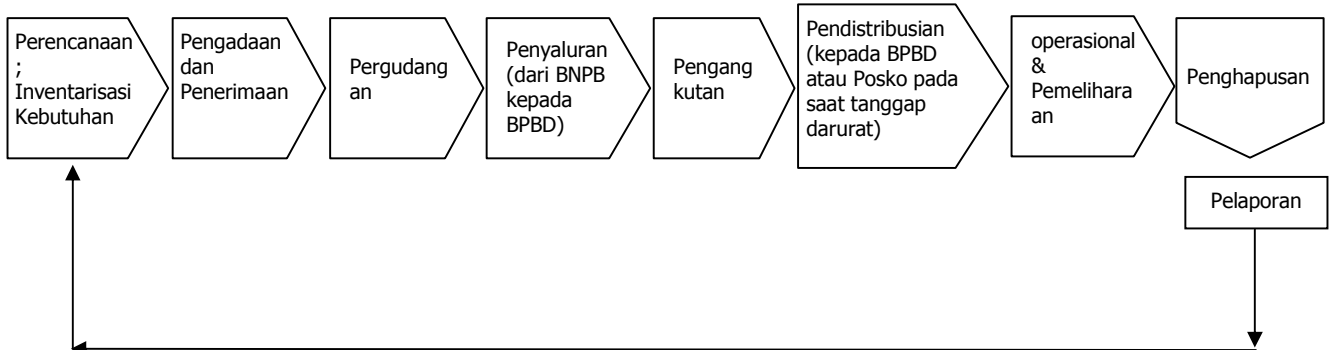 Perencanaan
;
Inventarisasi
Kebutuhan
Pengadaan
dan
Penerimaan
Pergudang
an
Penyaluran
(dari BNPB
kepada
BPBD)
Pengang
kutan
Pendistribusian
(kepada BPBD
atau Posko pada
saat tanggap
darurat)
operasional
&
Pemelihara
an
Penghapusan
Pelaporan